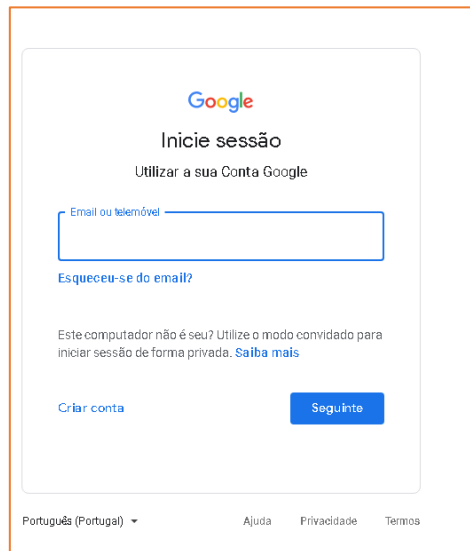 Google
Inicie sessão
Utilizar a sua Conta Google
Email ou telemóvel
Esqueceu-se do email?
Este computador não é seu? Utilize o modo convidado para
iniciar sessão de forma privada. Saiba mais
Criar conta
Seguinte
Português (Portugal)
Ajuda
Privacidade
Termos